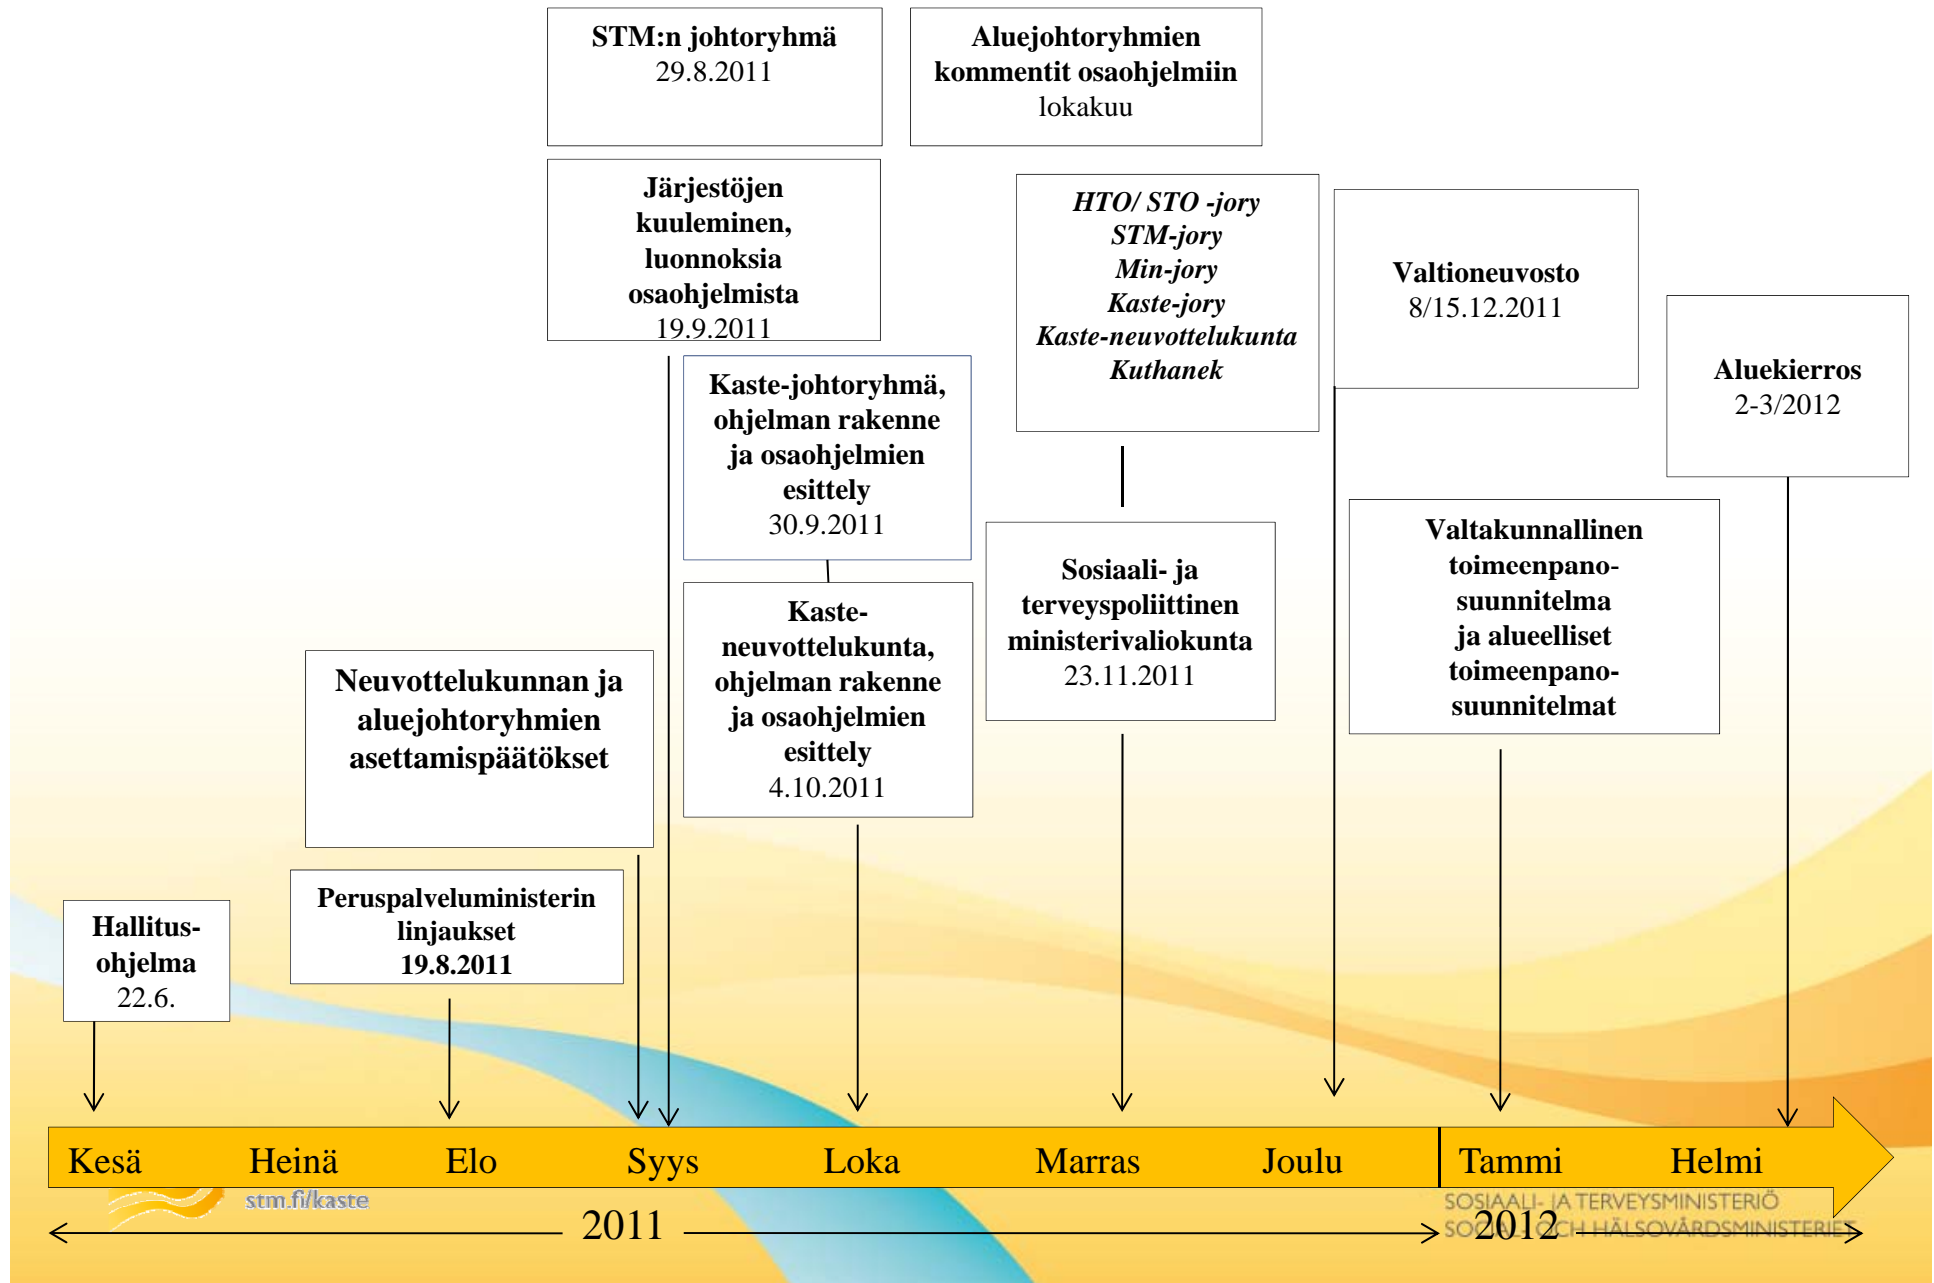 STM:n johtoryhmä
29.8.2011
Aluejohtoryhmien
kommentit osaohjelmiin
lokakuu
Järjestöjen
kuuleminen,
luonnoksia
osaohjelmista
19.9.2011
HTO/ STO -jory
STM-jory
Min-jory
Kaste-jory
Kaste-neuvottelukunta
Kuthanek
Valtioneuvosto
8/15.12.2011
Aluekierros
2-3/2012
Kaste-johtoryhmä,
ohjelman rakenne
ja osaohjelmien
esittely
30.9.2011
Kaste-
neuvottelukunta,
ohjelman rakenne
ja osaohjelmien
esittely
4.10.2011
Sosiaali- ja
terveyspoliittinen
ministerivaliokunta
23.11.2011
Valtakunnallinen
toimeenpano-
suunnitelma
ja alueelliset
toimeenpano-
suunnitelmat
Neuvottelukunnan ja
aluejohtoryhmien
asettamispäätökset
Peruspalveluministerin
linjaukset
19.8.2011
Hallitus-
ohjelma
22.6.
Kesä Heinä Elo Syys Loka Marras Joulu Tammi Helmi
stm.fi/kaste
SOSIAALI- JA TERVEYSMINISTERIÖ
SOCIAL- OCH HÄLSOVÅRDSMINISTERIET
2011 2012